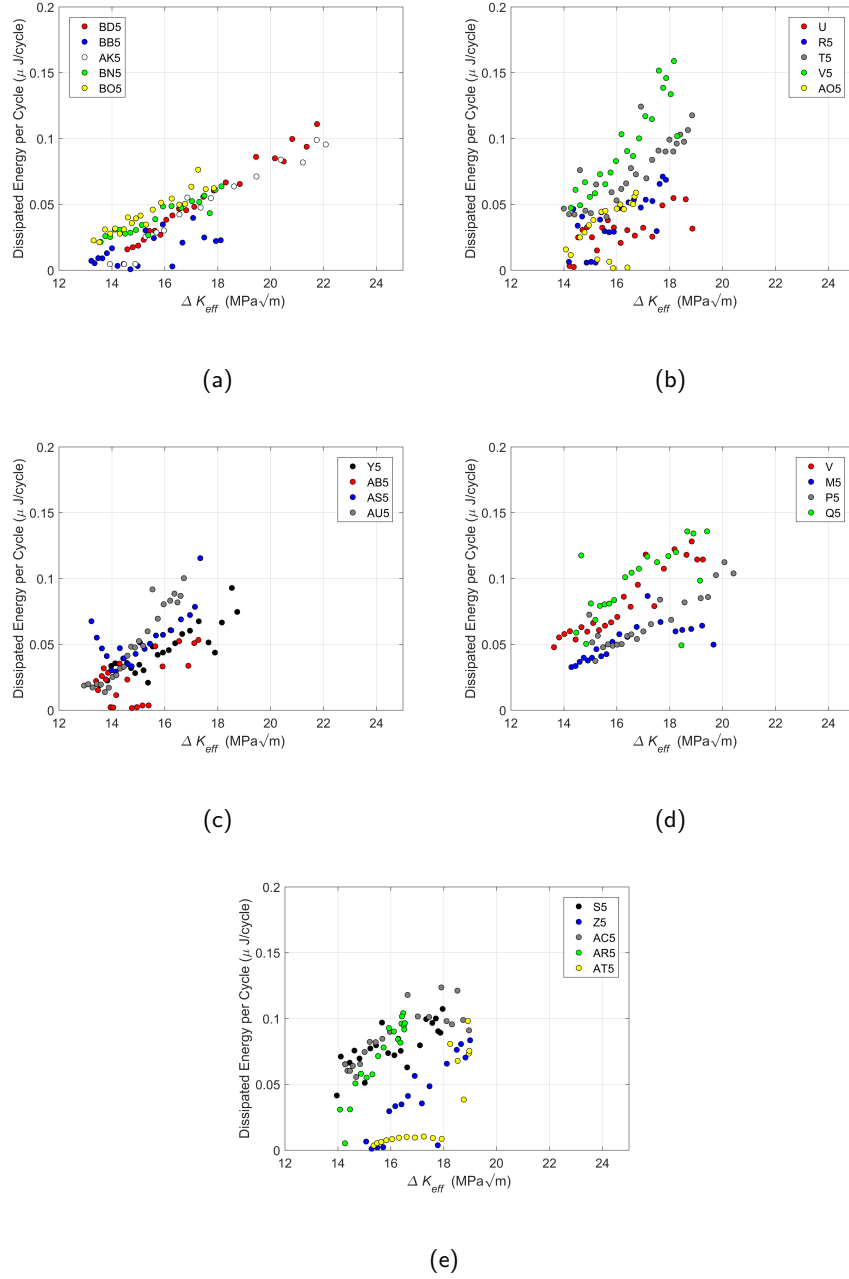 0.2
0.15
0.1
0.05
0
12 14 16 18 20 22 24
Dissipated Energy per Cycle (μ J/cycle)
Δ K_eff (MPa√m)
BD5
BB5
AK5
BN5
BO5
(a)
0.2
0.15
0.1
0.05
0
12 14 16 18 20 22 24
Dissipated Energy per Cycle (μ J/cycle)
Δ K_eff (MPa√m)
U
R5
T5
V5
AO5
(b)
0.2
0.15
0.1
0.05
0
12 14 16 18 20 22 24
Dissipated Energy per Cycle (μ J/cycle)
Δ K_eff (MPa√m)
Y5
AB5
AS5
AU5
(c)
0.2
0.15
0.1
0.05
0
12 14 16 18 20 22 24
Dissipated Energy per Cycle (μ J/cycle)
Δ K_eff (MPa√m)
V
M5
P5
Q5
(d)
0.2
0.15
0.1
0.05
0
12 14 16 18 20 22 24
Dissipated Energy per Cycle (μ J/cycle)
Δ K_eff (MPa√m)
S5
Z5
AC5
AR5
AT5
(e)